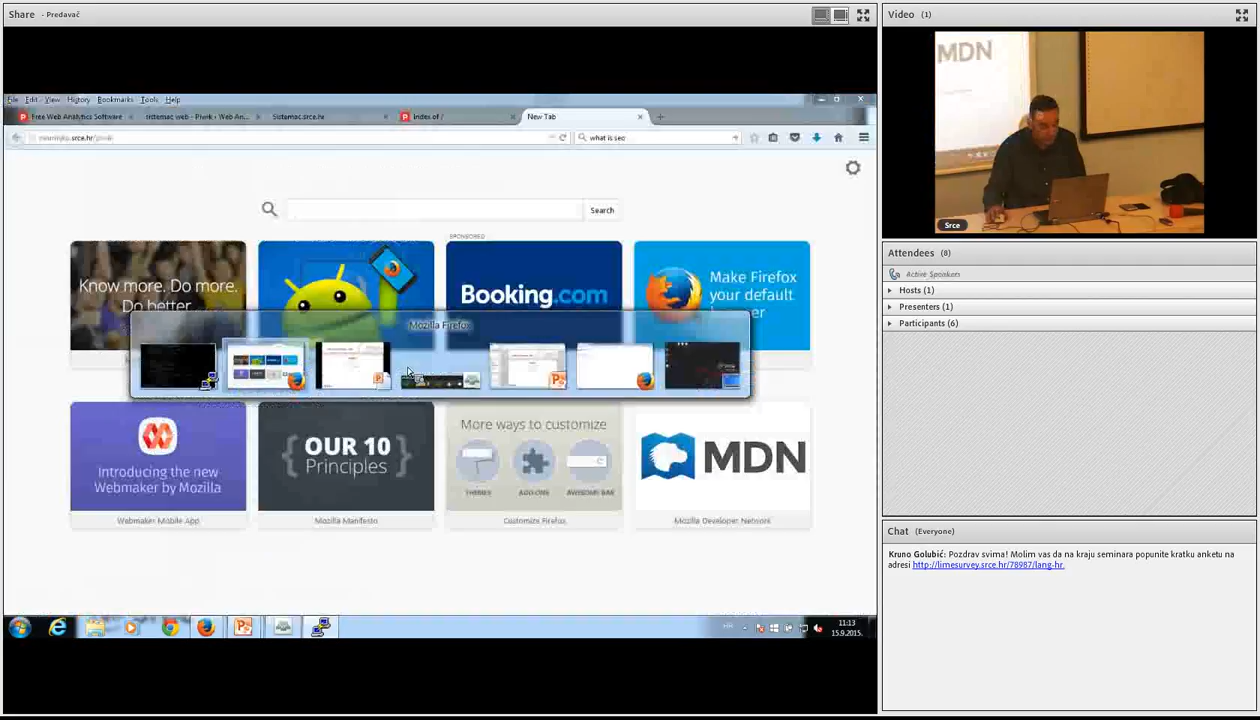 Share - Predavač
File Edit View History Bookmarks Tools Help
Free Web Analytics Software
sistemac web - Piwik › Web An...
Sistemac.srce.hr
Index of /
New Tab
what is seo
Search
SPONSORED
Know more. Do more.
Do better.
Booking.com
Make Firefox
your default
Mozilla Firefox
Introducing the new
Webmaker by Mozilla
Webmaker Mobile App
{ OUR 10 }
Principles
Mozilla Manifesto
More ways to customize
THEMES ADD-ONS AWESOME BAR
Customize Firefox
MDN
Mozilla Developer Network
11:13
15.9.2015.
Video (1)
MDN
Srce
Attendees (8)
Active Speakers
Hosts (1)
Presenters (1)
Participants (6)
Chat (Everyone)
Kruno Golubić: Pozdrav svima! Molim vas da na kraju seminara popunite kratku anketu na
adresi http://limesurvey.srce.hr/78987/lang-hr.